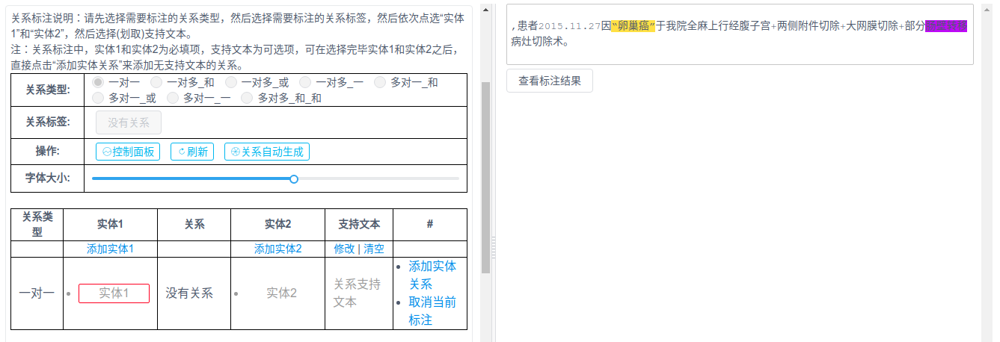 关系标注说明：请先选择需要标注的关系类型，然后选择需要标注的关系标签，然后依次点选“实体
1”和“实体2”，然后选择(划取)支持文本。
注：关系标注中，实体1和实体2为必填项，支持文本为可选项，可在选择完毕实体1和实体2之后，
直接点击“添加实体关系”来添加无支持文本的关系。
关系类型: 一对一 一对多_和 一对多_或 一对多_一 多对一_和
多对一_或 多对一_一 多对多_和_和
关系标签: 没有关系
操作: 控制面板 刷新 关系自动生成
字体大小:
关系类型 实体1 关系 实体2 支持文本 #
添加实体1 添加实体2 修改 | 清空
一对一 实体1 没有关系 实体2 关系支持文本
添加实体关系
取消当前标注
,患者2015.11.27因“卵巢癌”于我院全麻上行经腹子宫+两侧附件切除+大网膜切除+部分
病灶切除术。
查看标注结果